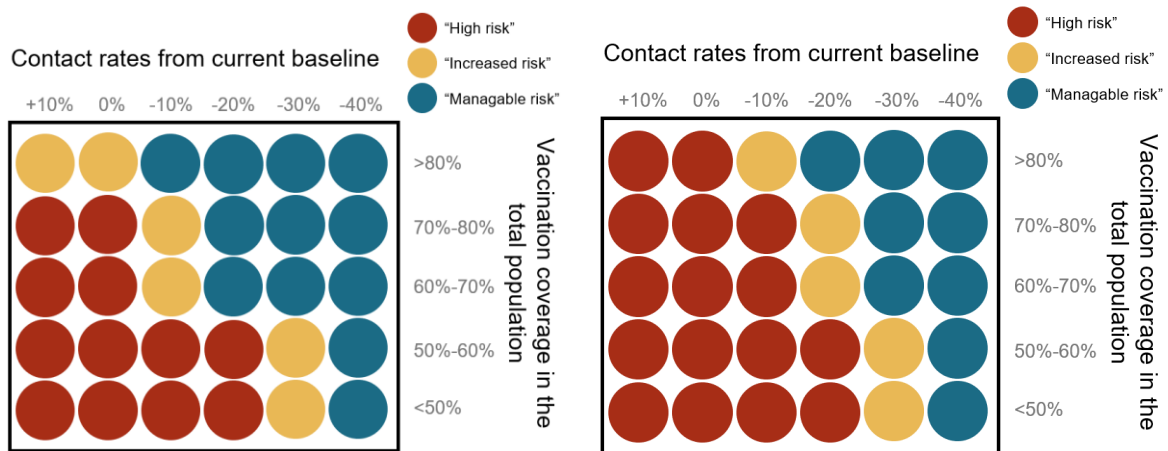 Contact rates from current baseline
“High risk”
“Increased risk”
“Managable risk”
+10% 0% -10% -20% -30% -40%
>80%
70%-80%
60%-70%
50%-60%
<50%
Vaccination coverage in the
total population
Contact rates from current baseline
“High risk”
“Increased risk”
“Managable risk”
+10% 0% -10% -20% -30% -40%
>80%
70%-80%
60%-70%
50%-60%
<50%
Vaccination coverage in the
total population